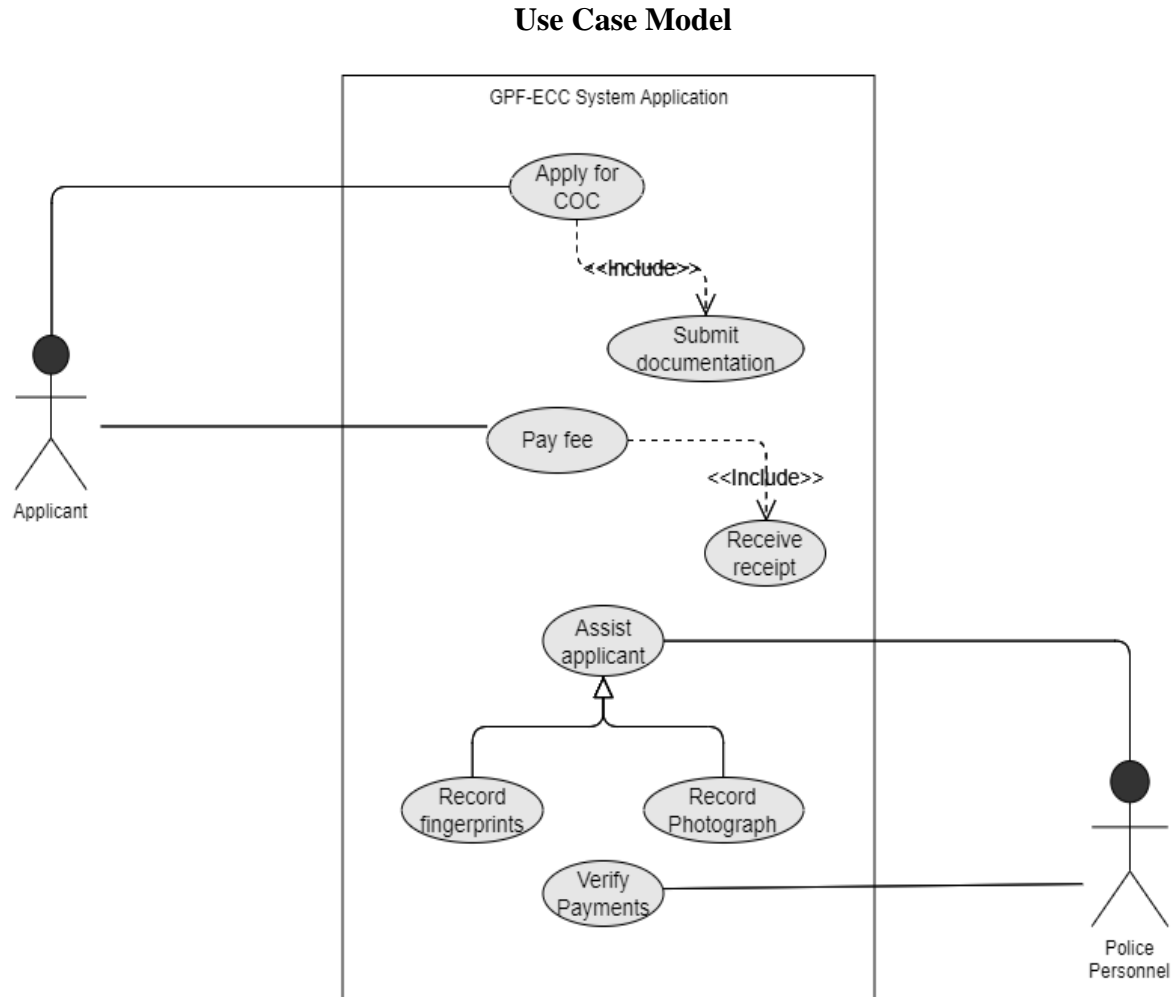 Use Case Model
GPF-ECC System Application
Apply for
COC
<<Include>>
Submit
documentation
Pay fee
<<Include>>
Applicant
Receive
receipt
Assist
applicant
Record
fingerprints
Record
Photograph
Verify
Payments
Police
Personnel